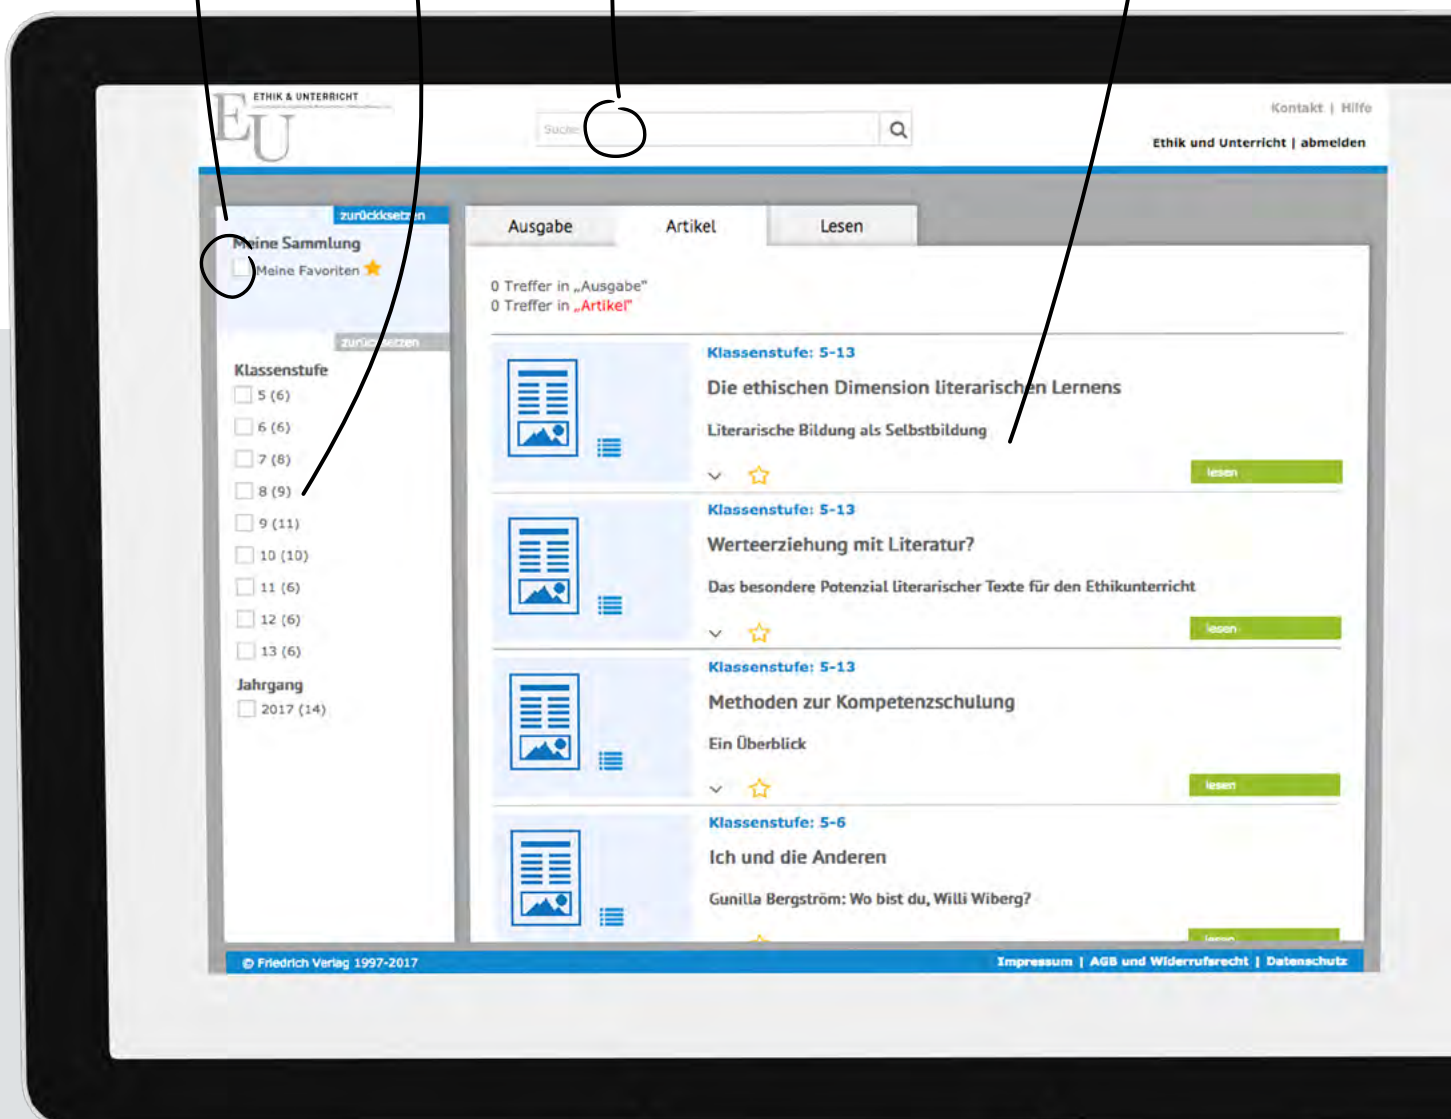 ETHIK & UNTERRICHT
EU
Suche
Kontakt | Hilfe
Ethik und Unterricht | abmelden
zurückksetzen
Meine Sammlung
Meine Favoriten
zurücksetzen
Klassenstufe
5 (6)
6 (6)
7 (8)
8 (9)
9 (11)
10 (10)
11 (6)
12 (6)
13 (6)
Jahrgang
2017 (14)
Ausgabe
Artikel
Lesen
0 Treffer in „Ausgabe"
0 Treffer in „Artikel"
Klassenstufe: 5-13
Die ethischen Dimension literarischen Lernens
Literarische Bildung als Selbstbildung
lesen
Klassenstufe: 5-13
Werteerziehung mit Literatur?
Das besondere Potenzial literarischer Texte für den Ethikunterricht
lesen
Klassenstufe: 5-13
Methoden zur Kompetenzschulung
Ein Überblick
lesen
Klassenstufe: 5-6
Ich und die Anderen
Gunilla Bergström: Wo bist du, Willi Wiberg?
lesen
© Friedrich Verlag 1997-2017
Impressum | AGB und Widerrufsrecht | Datenschutz